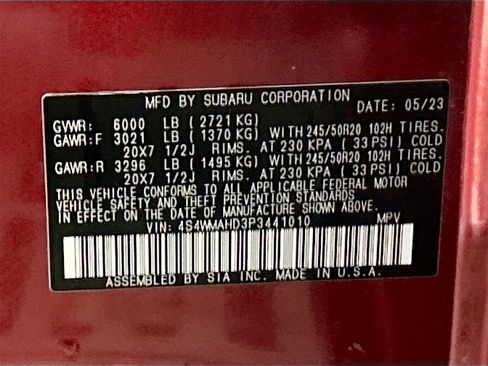 MFD BY SUBARU CORPORATION DATE: 05/23
GVWR: 6000 LB ( 2721 KG)
GAWR:F 3021 LB ( 1370 KG) WITH 245/50R20 102H TIRES.
20X7 1/2J RIMS. AT 230 KPA ( 33 PSI) COLD
GAWR:R 3296 LB ( 1495 KG) WITH 245/50R20 102H TIRES.
20X7 1/2J RIMS. AT 230 KPA ( 33 PSI) COLD
THIS VEHICLE CONFORMS TO ALL APPLICABLE FEDERAL MOTOR
VEHICLE SAFETY AND THEFT PREVENTION STANDARDS
IN EFFECT ON THE DATE OF MANUFACTURE SHOWN ABOVE.
VIN: 4S4WMAHD3P3441010 MPV
ASSEMBLED BY SIA INC. MADE IN U.S.A.